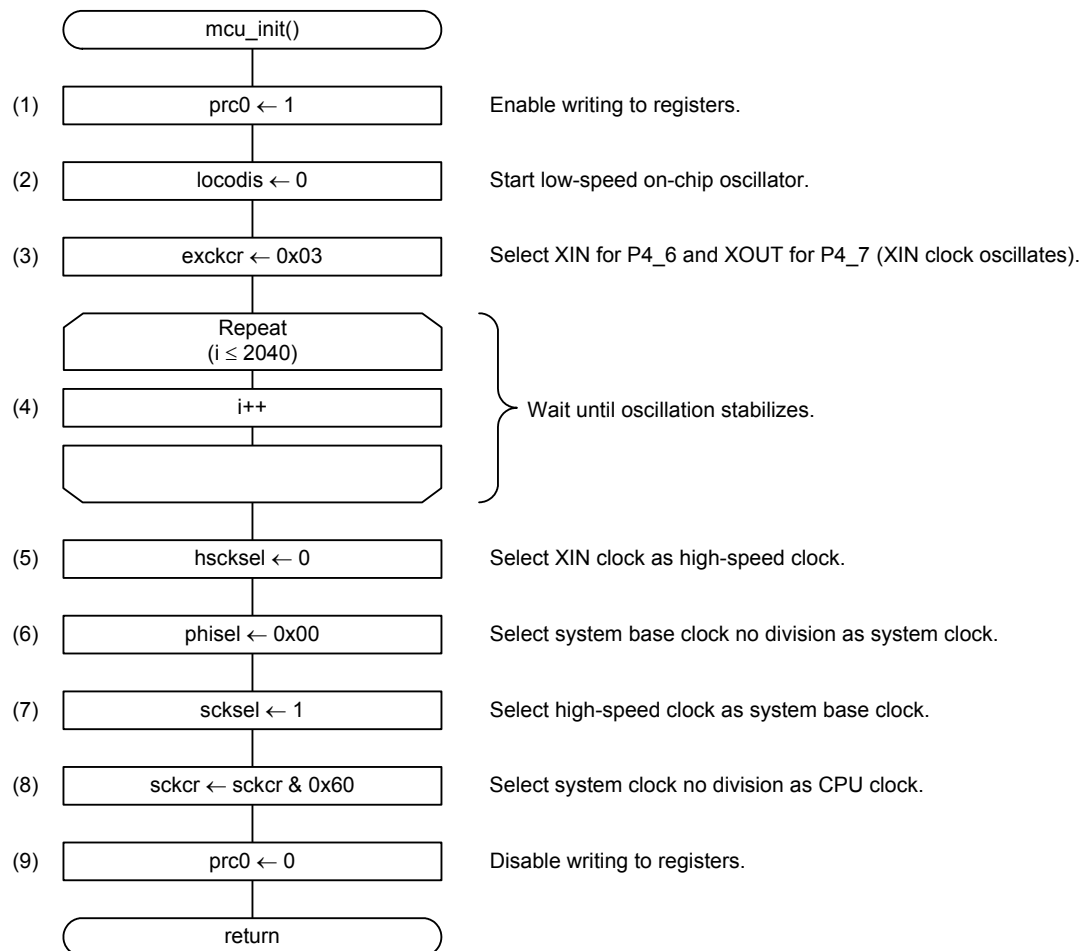 mcu_init()
(1) prc0 ← 1 Enable writing to registers.
(2) locodis ← 0 Start low-speed on-chip oscillator.
(3) exckcr ← 0x03 Select XIN for P4_6 and XOUT for P4_7 (XIN clock oscillates).
Repeat
(i ≤ 2040)
(4) i++ Wait until oscillation stabilizes.
(5) hscksel ← 0 Select XIN clock as high-speed clock.
(6) phisel ← 0x00 Select system base clock no division as system clock.
(7) scksel ← 1 Select high-speed clock as system base clock.
(8) sckcr ← sckcr & 0x60 Select system clock no division as CPU clock.
(9) prc0 ← 0 Disable writing to registers.
return